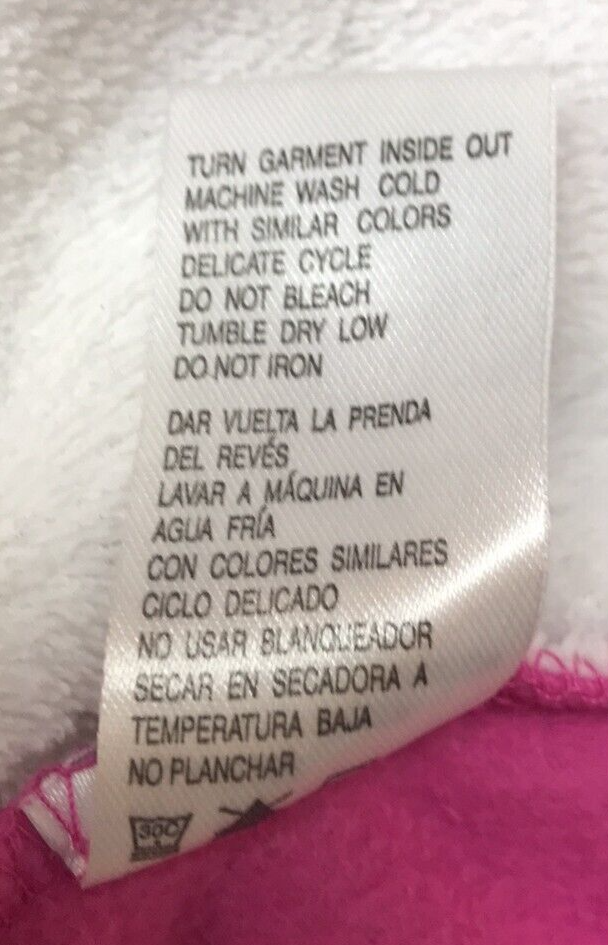 TURN GARMENT INSIDE OUT
MACHINE WASH COLD
WITH SIMILAR COLORS
DELICATE CYCLE
DO NOT BLEACH
TUMBLE DRY LOW
DO NOT IRON
DAR VUELTA LA PRENDA
DEL REVÉS
LAVAR A MÁQUINA EN
AGUA FRÍA
CON COLORES SIMILARES
CICLO DELICADO
NO USAR BLANQUEADOR
SECAR EN SECADORA A
TEMPERATURA BAJA
NO PLANCHAR
30C